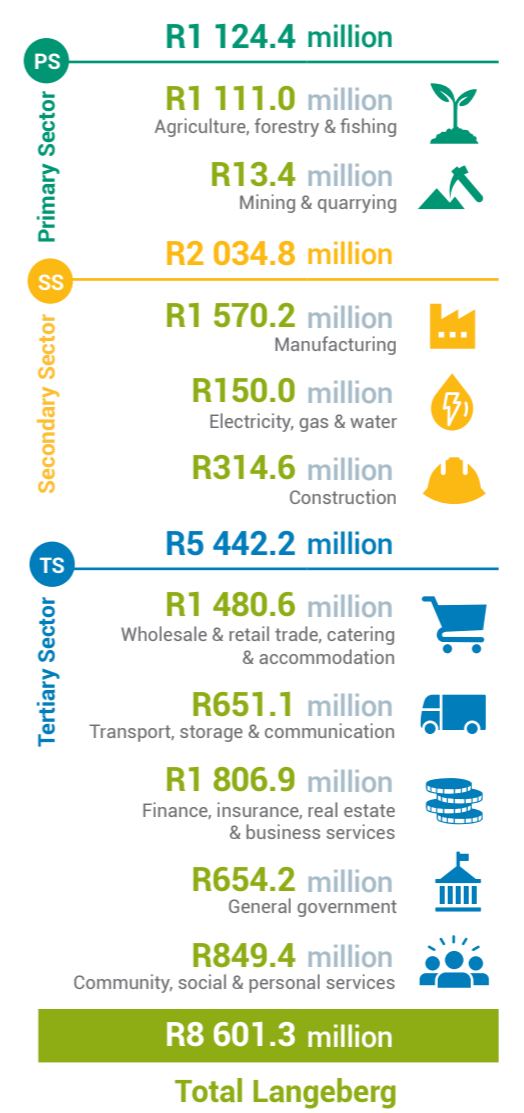 R1 124.4 million
PS
Primary Sector
R1 111.0 million
Agriculture, forestry & fishing
R13.4 million
Mining & quarrying
R2 034.8 million
SS
Secondary Sector
R1 570.2 million
Manufacturing
R150.0 million
Electricity, gas & water
R314.6 million
Construction
R5 442.2 million
TS
Tertiary Sector
R1 480.6 million
Wholesale & retail trade, catering
& accommodation
R651.1 million
Transport, storage & communication
R1 806.9 million
Finance, insurance, real estate
& business services
R654.2 million
General government
R849.4 million
Community, social & personal services
R8 601.3 million
Total Langeberg